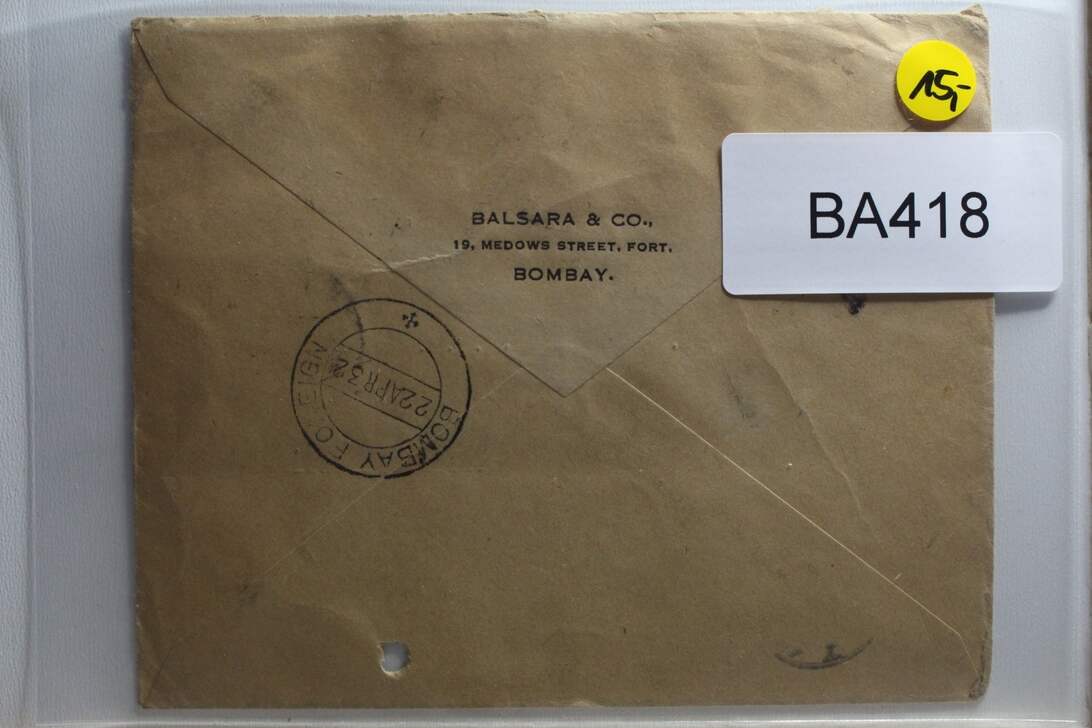 15,-
BA418
BALSARA & CO.,
19, MEDOWS STREET, FORT.
BOMBAY.
BOMBAY FOREIGN
22APR32